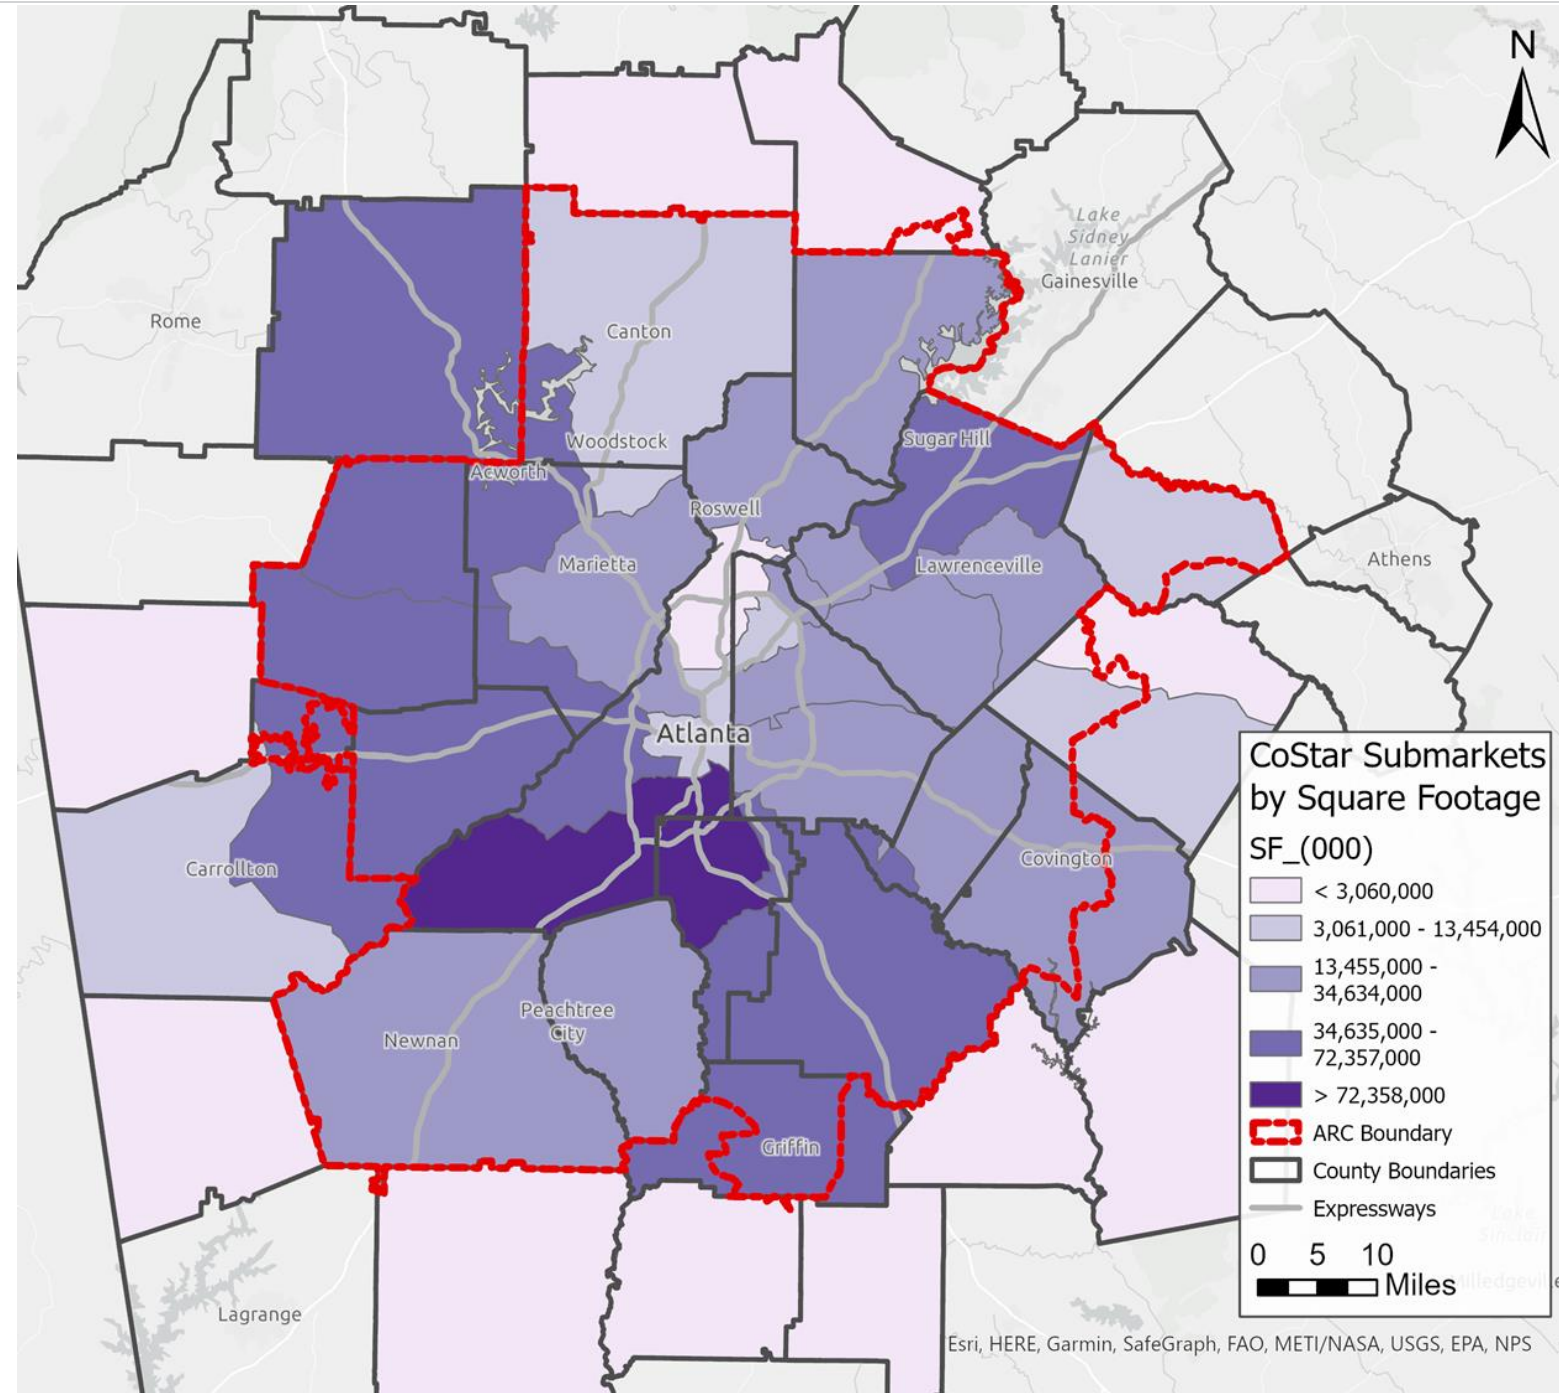 N
Lake
Sidney
Lanier
Gainesville
Rome
Canton
Woodstock
Sugar Hill
Acworth
Roswell
Marietta
Lawrenceville
Athens
Atlanta
Carrollton
Covington
Peachtree
City
Newnan
Griffin
Lagrange
CoStar Submarkets
by Square Footage
SF_(000)
< 3,060,000
3,061,000 - 13,454,000
13,455,000 -
34,634,000
34,635,000 -
72,357,000
> 72,358,000
ARC Boundary
County Boundaries
Expressways
Lake
Sinclair
0 5 10
Miles
Milledgeville
Esri, HERE, Garmin, SafeGraph, FAO, METI/NASA, USGS, EPA, NPS